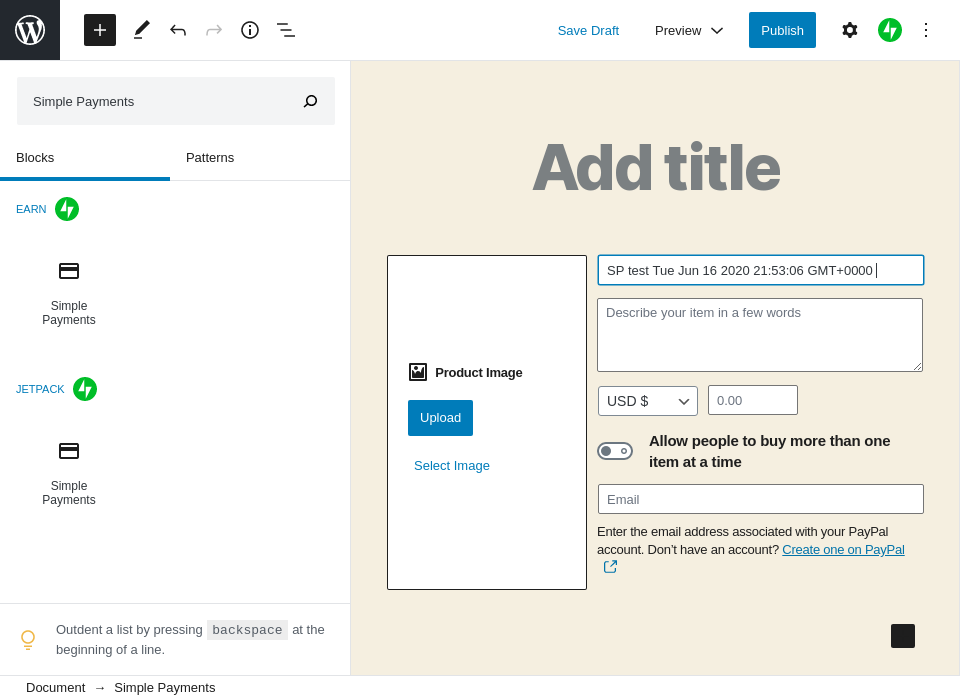 Save Draft
Preview
Publish
Simple Payments
Blocks
Patterns
EARN
Simple
Payments
JETPACK
Simple
Payments
Outdent a list by pressing backspace at the
beginning of a line.
Add title
Product Image
Upload
Select Image
SP test Tue Jun 16 2020 21:53:06 GMT+0000
Describe your item in a few words
USD $
0.00
Allow people to buy more than one
item at a time
Email
Enter the email address associated with your PayPal
account. Don’t have an account? Create one on PayPal
Document → Simple Payments